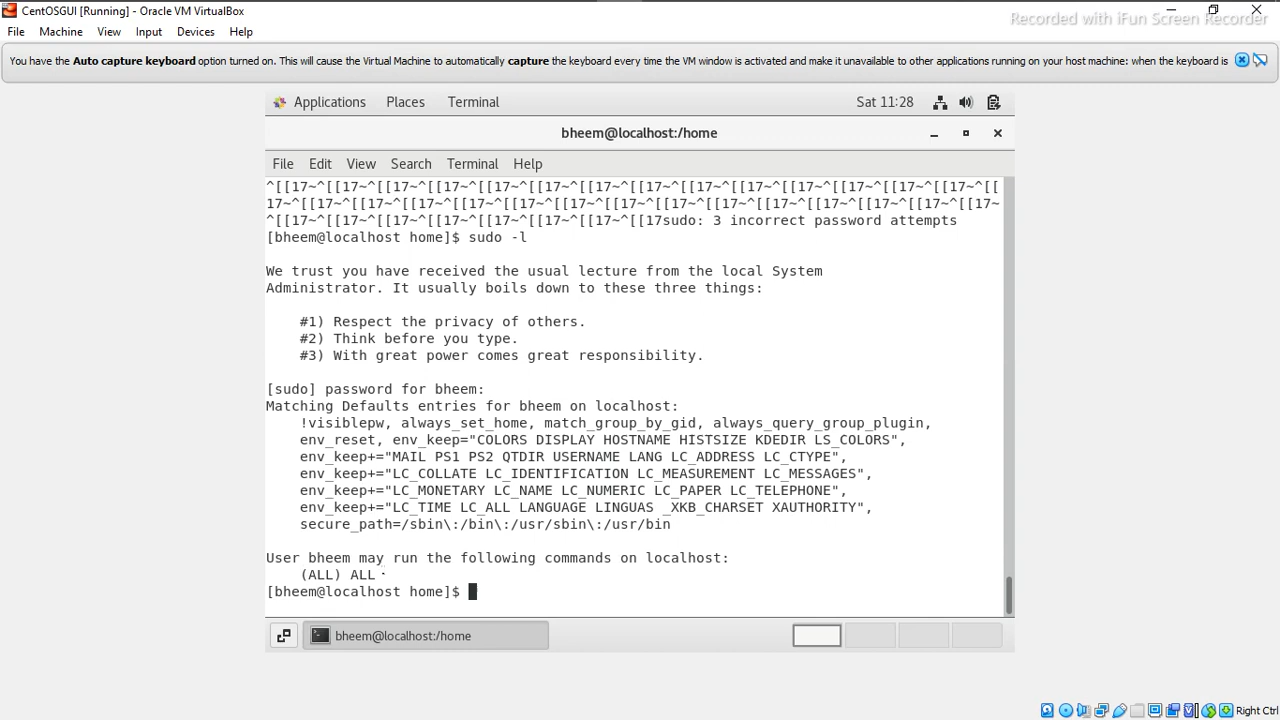 CentOSGUI [Running] - Oracle VM VirtualBox
Recorded with iFun Screen Recorder
File Machine View Input Devices Help
You have the Auto capture keyboard option turned on. This will cause the Virtual Machine to automatically capture the keyboard every time the VM window is activated and make it unavailable to other applications running on your host machine: when the keyboard is
Applications Places Terminal Sat 11:28
bheem@localhost:/home
File Edit View Search Terminal Help
^[[17~^[[17~^[[17~^[[17~^[[17~^[[17~^[[17~^[[17~^[[17~^[[17~^[[17~^[[17~^[[17~^[[
17~^[[17~^[[17~^[[17~^[[17~^[[17~^[[17~^[[17~^[[17~^[[17~^[[17~^[[17~^[[17~^[[17~
^[[17~^[[17~^[[17~^[[17~^[[17~^[[17~^[[17sudo: 3 incorrect password attempts
[bheem@localhost home]$ sudo -l
We trust you have received the usual lecture from the local System
Administrator. It usually boils down to these three things:
#1) Respect the privacy of others.
#2) Think before you type.
#3) With great power comes great responsibility.
[sudo] password for bheem:
Matching Defaults entries for bheem on localhost:
!visiblepw, always_set_home, match_group_by_gid, always_query_group_plugin,
env_reset, env_keep="COLORS DISPLAY HOSTNAME HISTSIZE KDEDIR LS_COLORS",
env_keep+="MAIL PS1 PS2 QTDIR USERNAME LANG LC_ADDRESS LC_CTYPE",
env_keep+="LC_COLLATE LC_IDENTIFICATION LC_MEASUREMENT LC_MESSAGES",
env_keep+="LC_MONETARY LC_NAME LC_NUMERIC LC_PAPER LC_TELEPHONE",
env_keep+="LC_TIME LC_ALL LANGUAGE LINGUAS _XKB_CHARSET XAUTHORITY",
secure_path=/sbin\:/bin\:/usr/sbin\:/usr/bin
User bheem may run the following commands on localhost:
(ALL) ALL
[bheem@localhost home]$
bheem@localhost:/home
Right Ctrl